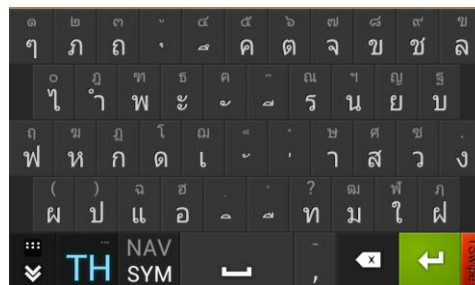 ๑ ๒ ๓ ู ๔ ๕ ๖ ๗ ๘ ๙
ๆ ภ ถ ุ ึ ค ต จ ข ช ล
๐ ฎ ฑ ธ ๊ ณ ฯ ญ ฐ
ไ ำ พ ะ ั ี ร น ย บ
ฤ ฆ ฏ โ ฌ ็ ๋ ษ ศ ซ .
ฟ ห ก ด เ ้ ่ า ส ว ง
( ) ฉ ฮ ฺ ์ ? ฒ ฬ ฦ
ผ ป แ อ ิ ื ท ม ใ ฝ
NAV -
TH SYM ,